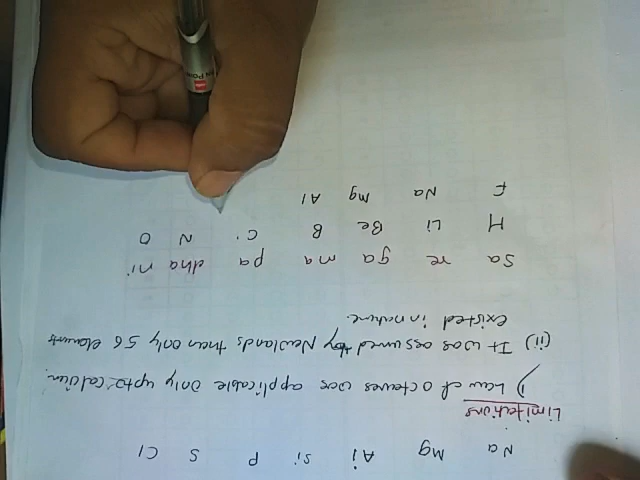 Na Mg Al Si P S Cl
Limitations
i) Law of octaves was applicable only upto calcium.
(ii) It was assumed by Newlands then only 56 elements
existed in nature.
Sa re ga ma pa dha ni
H Li Be B C N O
F Na Mg Al